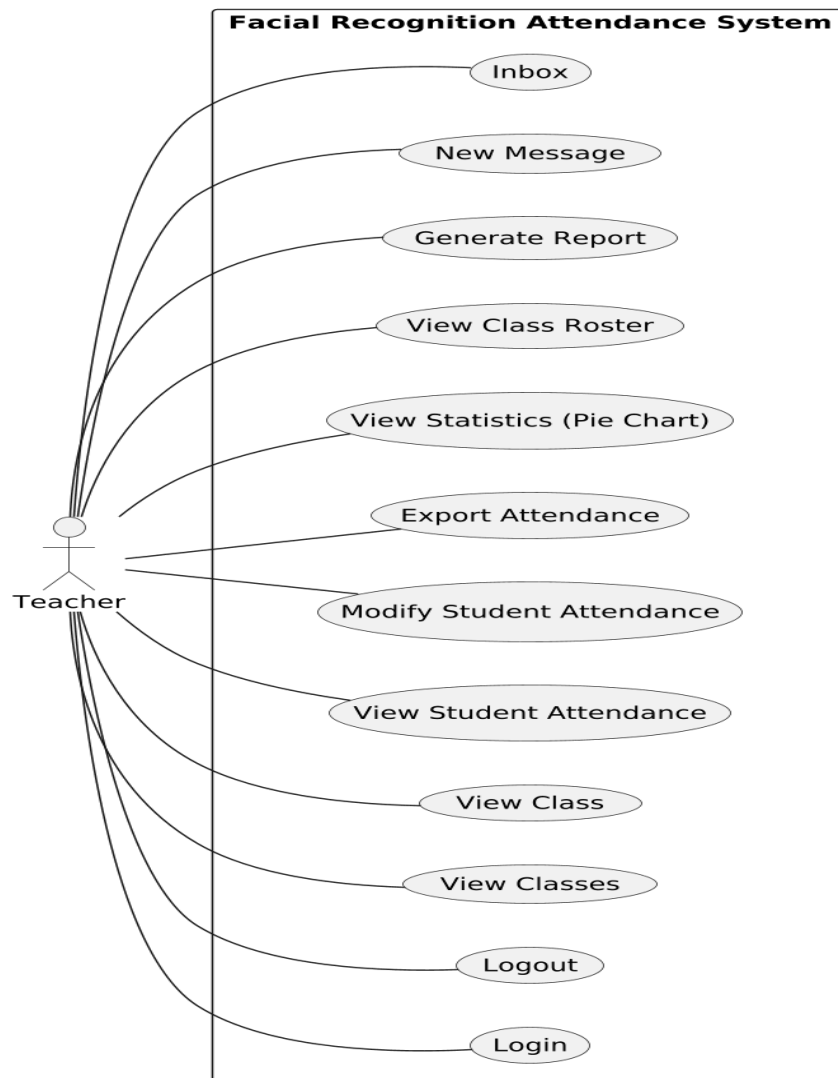 Facial Recognition Attendance System
Inbox
New Message
Generate Report
View Class Roster
View Statistics (Pie Chart)
Export Attendance
Modify Student Attendance
Teacher
View Student Attendance
View Class
View Classes
Logout
Login